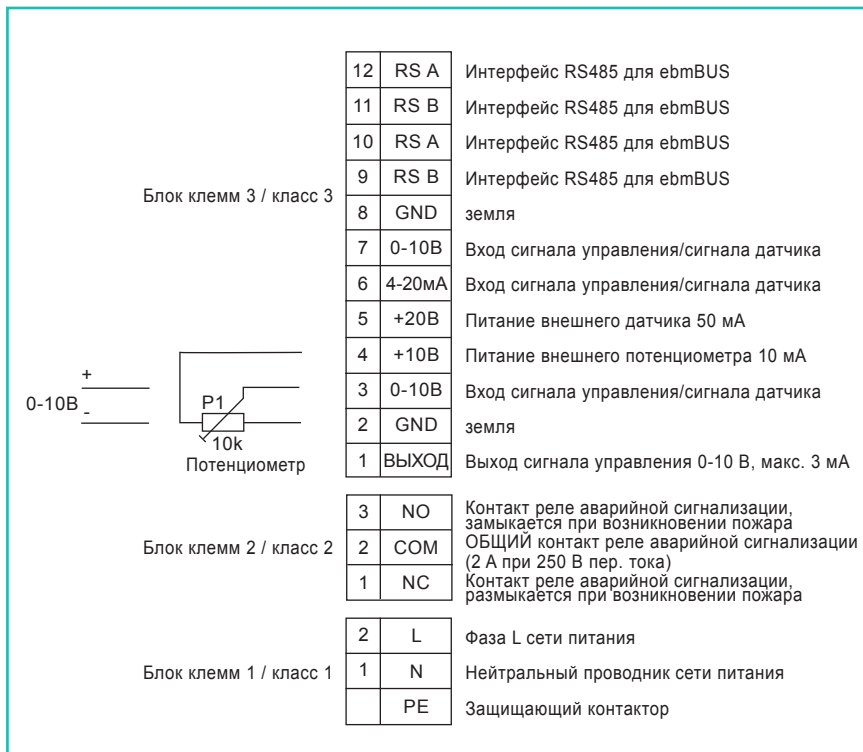 12 RS A Интерфейс RS485 для ebmBUS
11 RS B Интерфейс RS485 для ebmBUS
10 RS A Интерфейс RS485 для ebmBUS
9 RS B Интерфейс RS485 для ebmBUS
Блок клемм 3 / класс 3
8 GND земля
7 0-10В Вход сигнала управления/сигнала датчика
6 4-20мА Вход сигнала управления/сигнала датчика
5 +20В Питание внешнего датчика 50 мА
4 +10В Питание внешнего потенциометра 10 мА
3 0-10В Вход сигнала управления/сигнала датчика
2 GND земля
1 ВЫХОД Выход сигнала управления 0-10 В, макс. 3 мА
+
0-10В
-
P1
10k
Потенциометр
3 NO Контакт реле аварийной сигнализации,
замыкается при возникновении пожара
Блок клемм 2 / класс 2
2 COM ОБЩИЙ контакт реле аварийной сигнализации
(2 А при 250 В пер. тока)
1 NC Контакт реле аварийной сигнализации,
размыкается при возникновении пожара
2 L Фаза L сети питания
Блок клемм 1 / класс 1
1 N Нейтральный проводник сети питания
PE Защищающий контактор